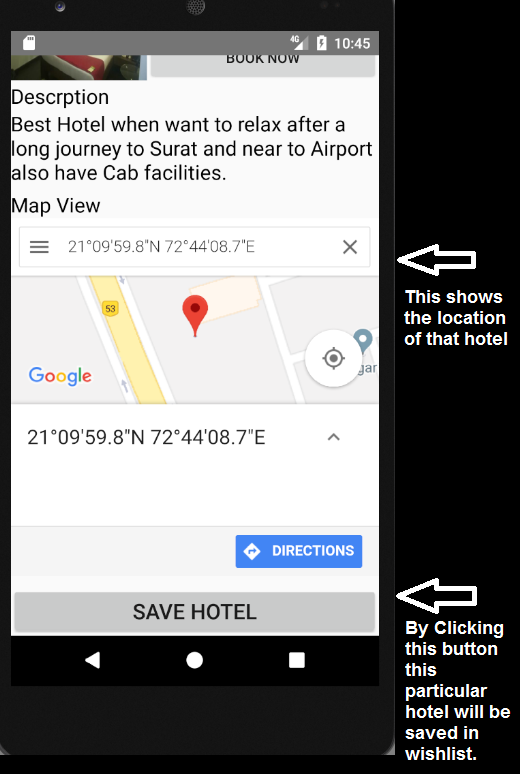 4G 10:45
BOOK NOW
Descrption
Best Hotel when want to relax after a
long journey to Surat and near to Airport
also have Cab facilities.
Map View
21°09'59.8"N 72°44'08.7"E
53
Google
21°09'59.8"N 72°44'08.7"E
DIRECTIONS
SAVE HOTEL
This shows
the location
of that hotel
By Clicking
this button
this
particular
hotel will be
saved in
wishlist.